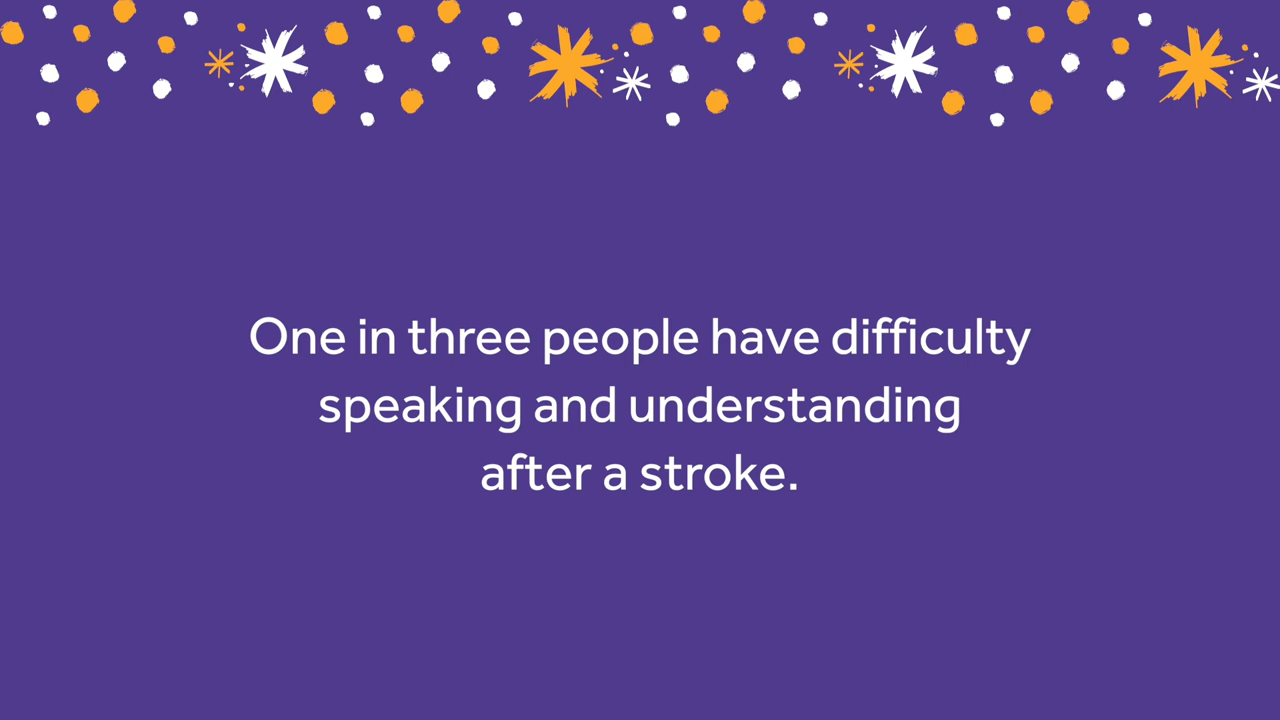 One in three people have difficulty
speaking and understanding
after a stroke.